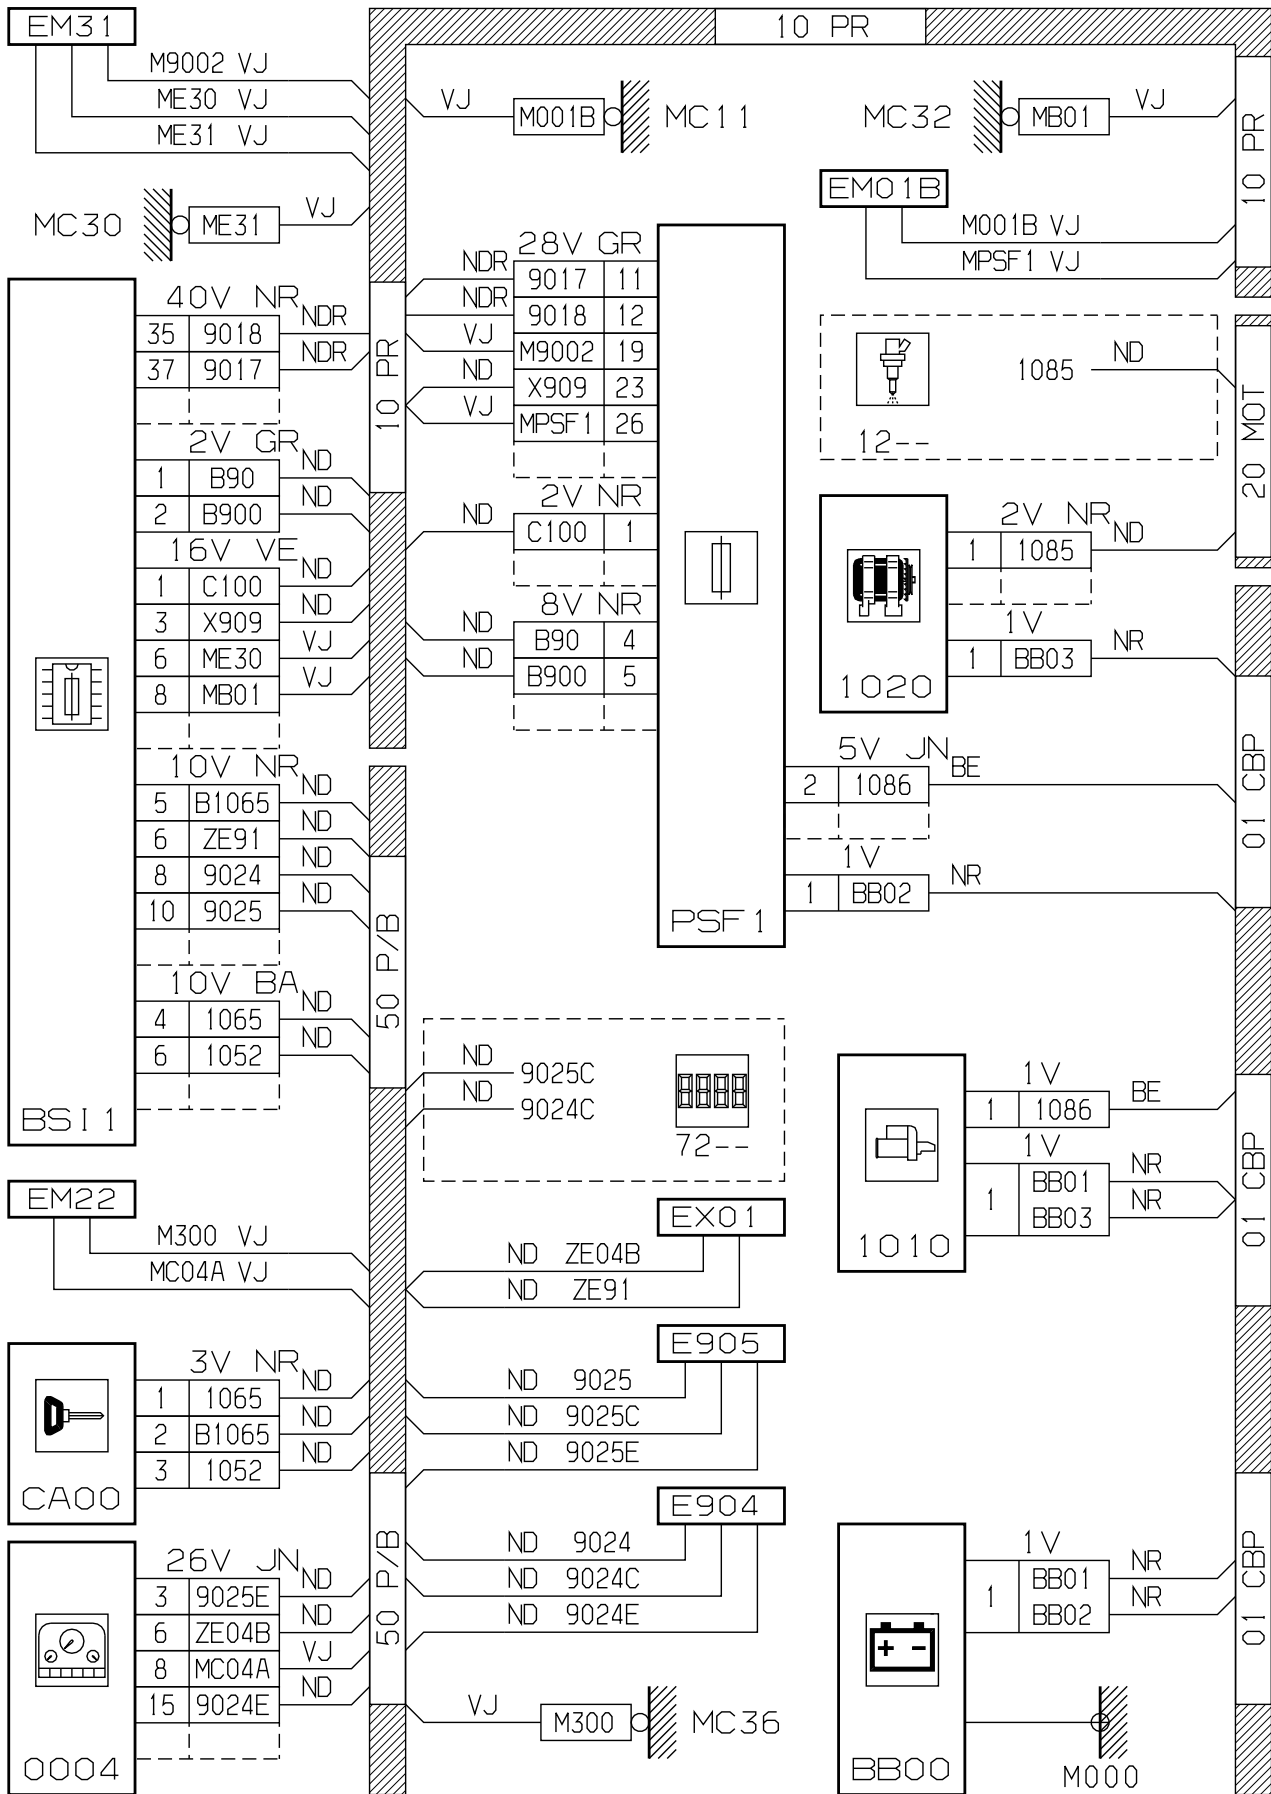 EM31
M9002 VJ
ME30 VJ
ME31 VJ
MC30
ME31
VJ
10 PR
VJ
M001B
MC11
MC32
MB01
VJ
10 PR
EM01B
M001B VJ
MPSF1 VJ
BSI1
40V NR
35 9018 NDR
37 9017 NDR
2V GR
1 B90 ND
2 B900 ND
16V VE
1 C100 ND
3 X909 ND
6 ME30 VJ
8 MB01 VJ
10V NR
5 B1065 ND
6 ZE91 ND
8 9024 ND
10 9025 ND
10V BA
4 1065 ND
6 1052 ND
10 PR
28V GR
NDR 9017 11
NDR 9018 12
VJ M9002 19
ND X909 23
VJ MPSF1 26
2V NR
ND C100 1
8V NR
ND B90 4
ND B900 5
PSF1
5V JN
2 1086 BE
1V
1 BB02 NR
1085 ND
12--
20 MOT
2V NR
1 1085 ND
1V
1 BB03 NR
1020
01 CBP
50 P/B
ND 9025C
ND 9024C
72--
1V
1 1086 BE
1V
1 BB01 NR
BB03 NR
1010
01 CBP
EM22
M300 VJ
MC04A VJ
EX01
ND ZE04B
ND ZE91
E905
ND 9025
ND 9025C
ND 9025E
3V NR
1 1065 ND
2 B1065 ND
3 1052 ND
CA00
E904
ND 9024
ND 9024C
ND 9024E
50 P/B
26V JN
3 9025E ND
6 ZE04B ND
8 MC04A VJ
15 9024E ND
0004
VJ
M300
MC36
1V
1 BB01 NR
BB02 NR
+ -
BB00
M000
01 CBP